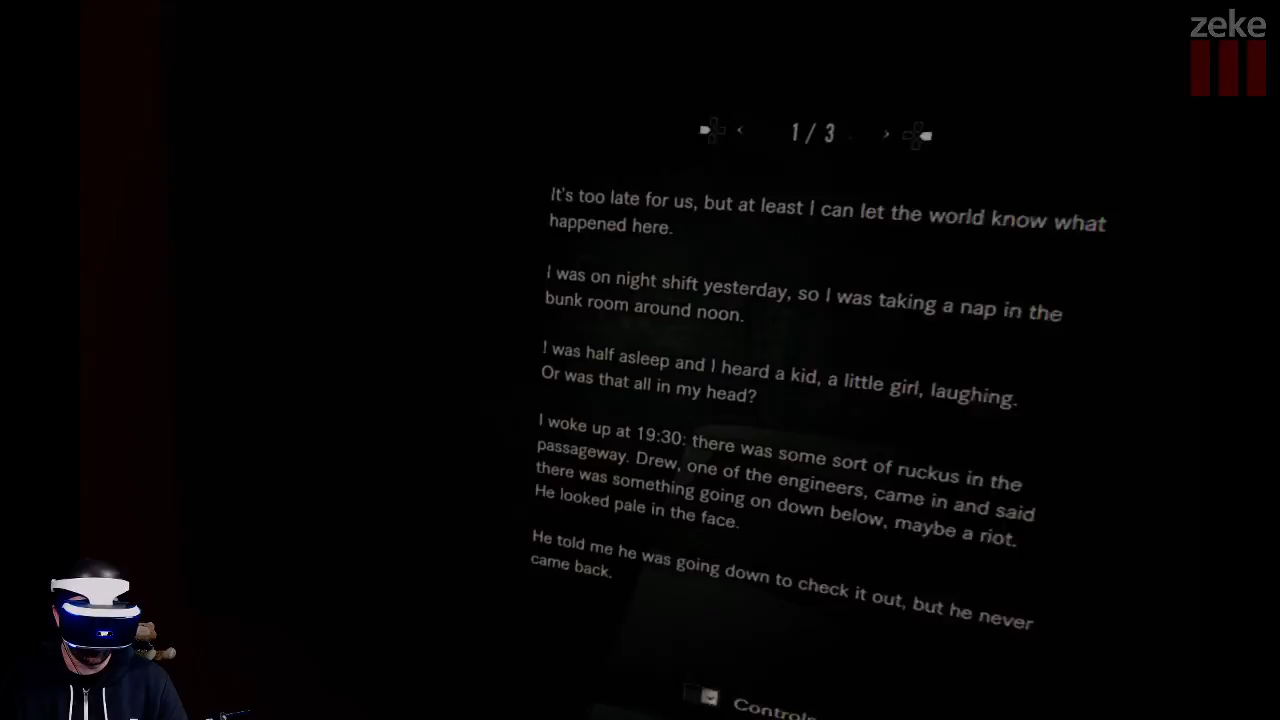 zeke
1 / 3
It's too late for us, but at least I can let the world know what
happened here.
I was on night shift yesterday, so I was taking a nap in the
bunk room around noon.
I was half asleep and I heard a kid, a little girl, laughing.
Or was that all in my head?
I woke up at 19:30: there was some sort of ruckus in the
passageway. Drew, one of the engineers, came in and said
there was something going on down below, maybe a riot.
He looked pale in the face.
He told me he was going down to check it out, but he never
came back.
Controls